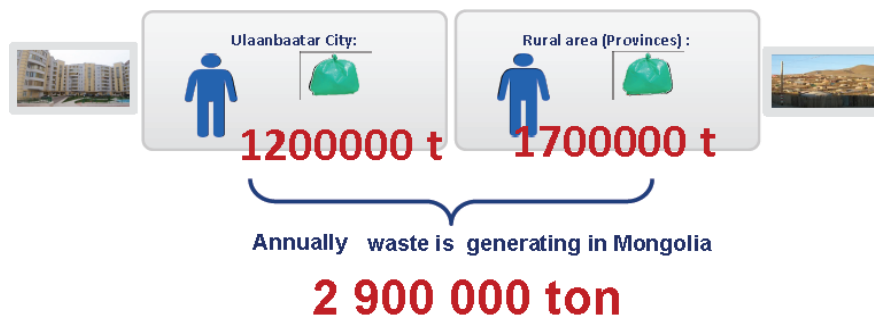 Ulaanbaatar City:
Rural area (Provinces) :
1200000 t
1700000 t
Annually waste is generating in Mongolia
2 900 000 ton